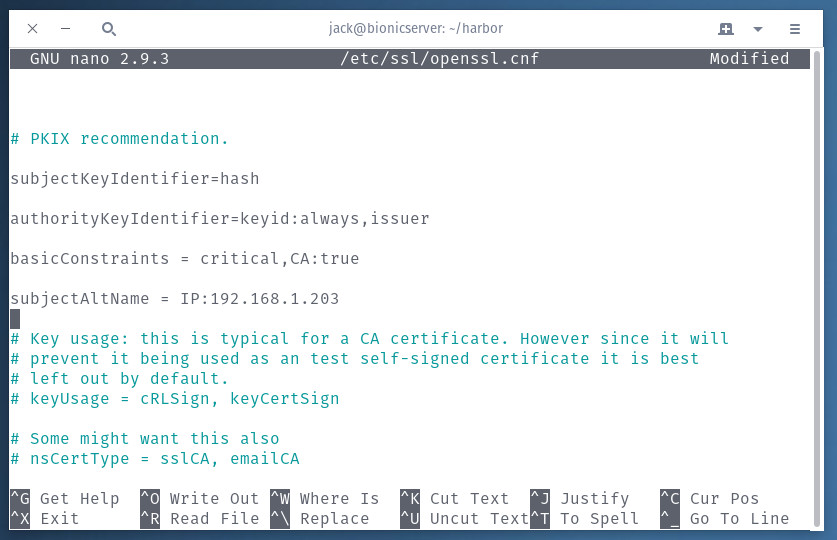 jack@bionicserver: ~/harbor
GNU nano 2.9.3 /etc/ssl/openssl.cnf Modified
# PKIX recommendation.
subjectKeyIdentifier=hash
authorityKeyIdentifier=keyid:always,issuer
basicConstraints = critical,CA:true
subjectAltName = IP:192.168.1.203
# Key usage: this is typical for a CA certificate. However since it will
# prevent it being used as an test self-signed certificate it is best
# left out by default.
# keyUsage = cRLSign, keyCertSign
# Some might want this also
# nsCertType = sslCA, emailCA
^G Get Help ^O Write Out ^W Where Is ^K Cut Text ^J Justify ^C Cur Pos
^X Exit ^R Read File ^\ Replace ^U Uncut Text ^T To Spell ^_ Go To Line